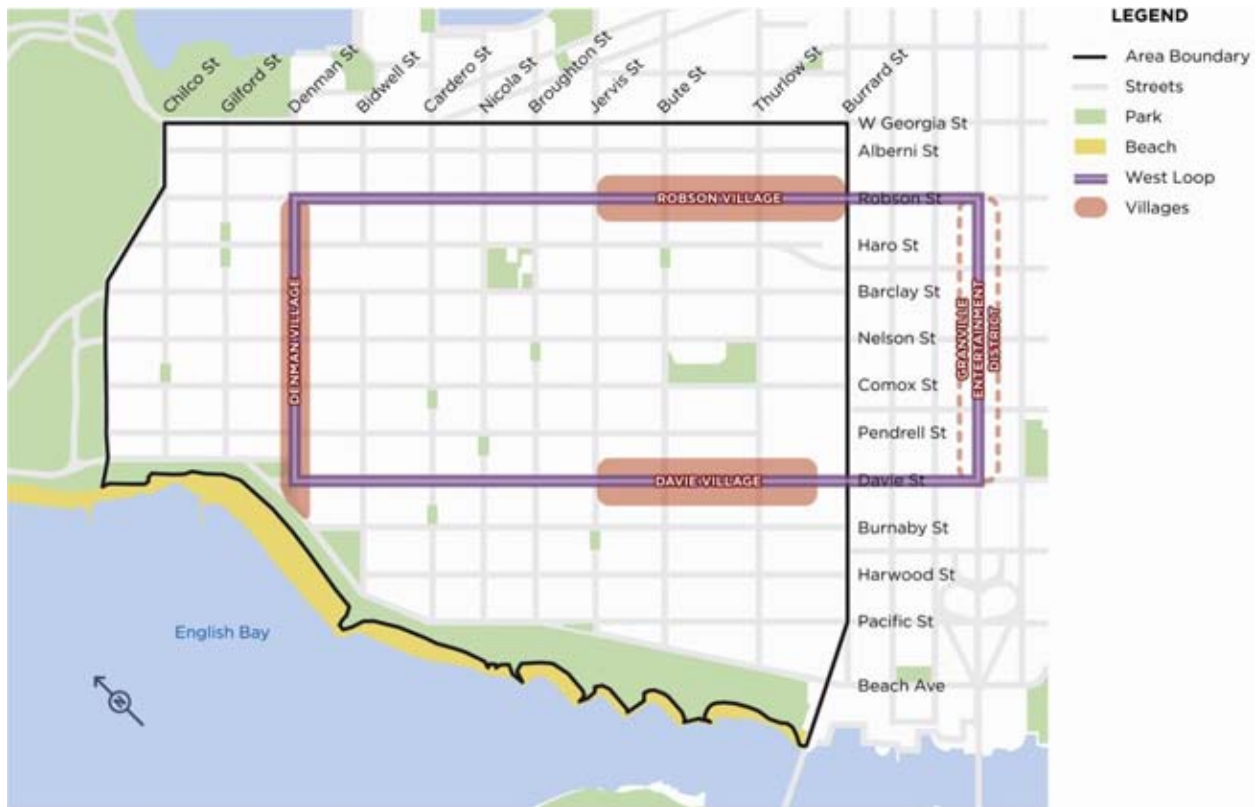 LEGEND
Area Boundary
Streets
Park
Beach
West Loop
Villages
Chilco St
Gilford St
Denman St
Bidwell St
Cardero St
Nicola St
Broughton St
Jervis St
Bute St
Thurlow St
Burrard St
W Georgia St
Alberni St
ROBSON VILLAGE
Robson St
Haro St
Barclay St
Nelson St
Comox St
Pendrell St
DENMAN VILLAGE
GRANVILLE
ENTERTAINMENT
DISTRICT
DAVIE VILLAGE
Davie St
Burnaby St
Harwood St
Pacific St
English Bay
Beach Ave
N